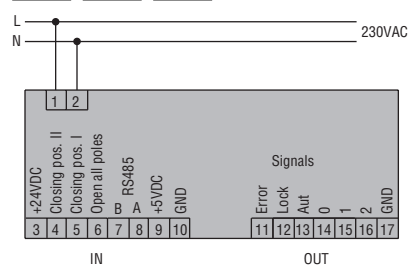 L
N
230VAC
1 2
+24VDC
Closing pos. II
Closing pos. I
Open all poles
RS485
B
A
+5VDC
GND
Signals
Error
Lock
Aut
0
1
2
GND
3 4 5 6 7 8 9 10
11 12 13 14 15 16 17
IN
OUT